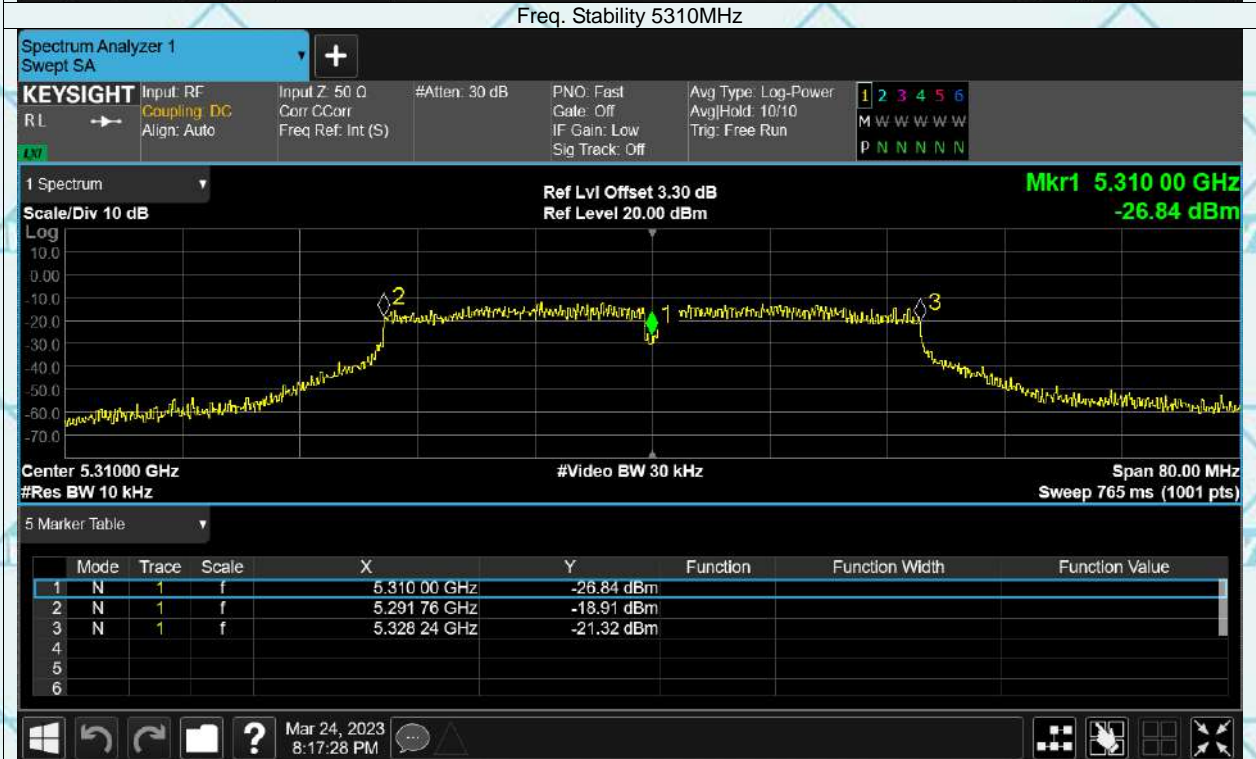 Freq. Stability 5310MHz
Spectrum Analyzer 1
Swept SA
+
KEYSIGHT
RL
LXI
Input: RF
Coupling: DC
Align: Auto
Input Z: 50 Ω
Corr CCorr
Freq Ref: Int (S)
#Atten: 30 dB
PNO: Fast
Gate: Off
IF Gain: Low
Sig Track: Off
Avg Type: Log-Power
Avg|Hold: 10/10
Trig: Free Run
1 2 3 4 5 6
M W W W W W
P N N N N N
1 Spectrum
Scale/Div 10 dB
Ref Lvl Offset 3.30 dB
Ref Level 20.00 dBm
Mkr1 5.310 00 GHz
-26.84 dBm
Log
10.0
0.00
-10.0
-20.0
-30.0
-40.0
-50.0
-60.0
-70.0
2
1
3
Center 5.31000 GHz
#Video BW 30 kHz
Span 80.00 MHz
#Res BW 10 kHz
Sweep 765 ms (1001 pts)
5 Marker Table
Mode Trace Scale X Y Function Function Width Function Value
1 N 1 f 5.310 00 GHz -26.84 dBm
2 N 1 f 5.291 76 GHz -18.91 dBm
3 N 1 f 5.328 24 GHz -21.32 dBm
4
5
6
?
Mar 24, 2023
8:17:28 PM